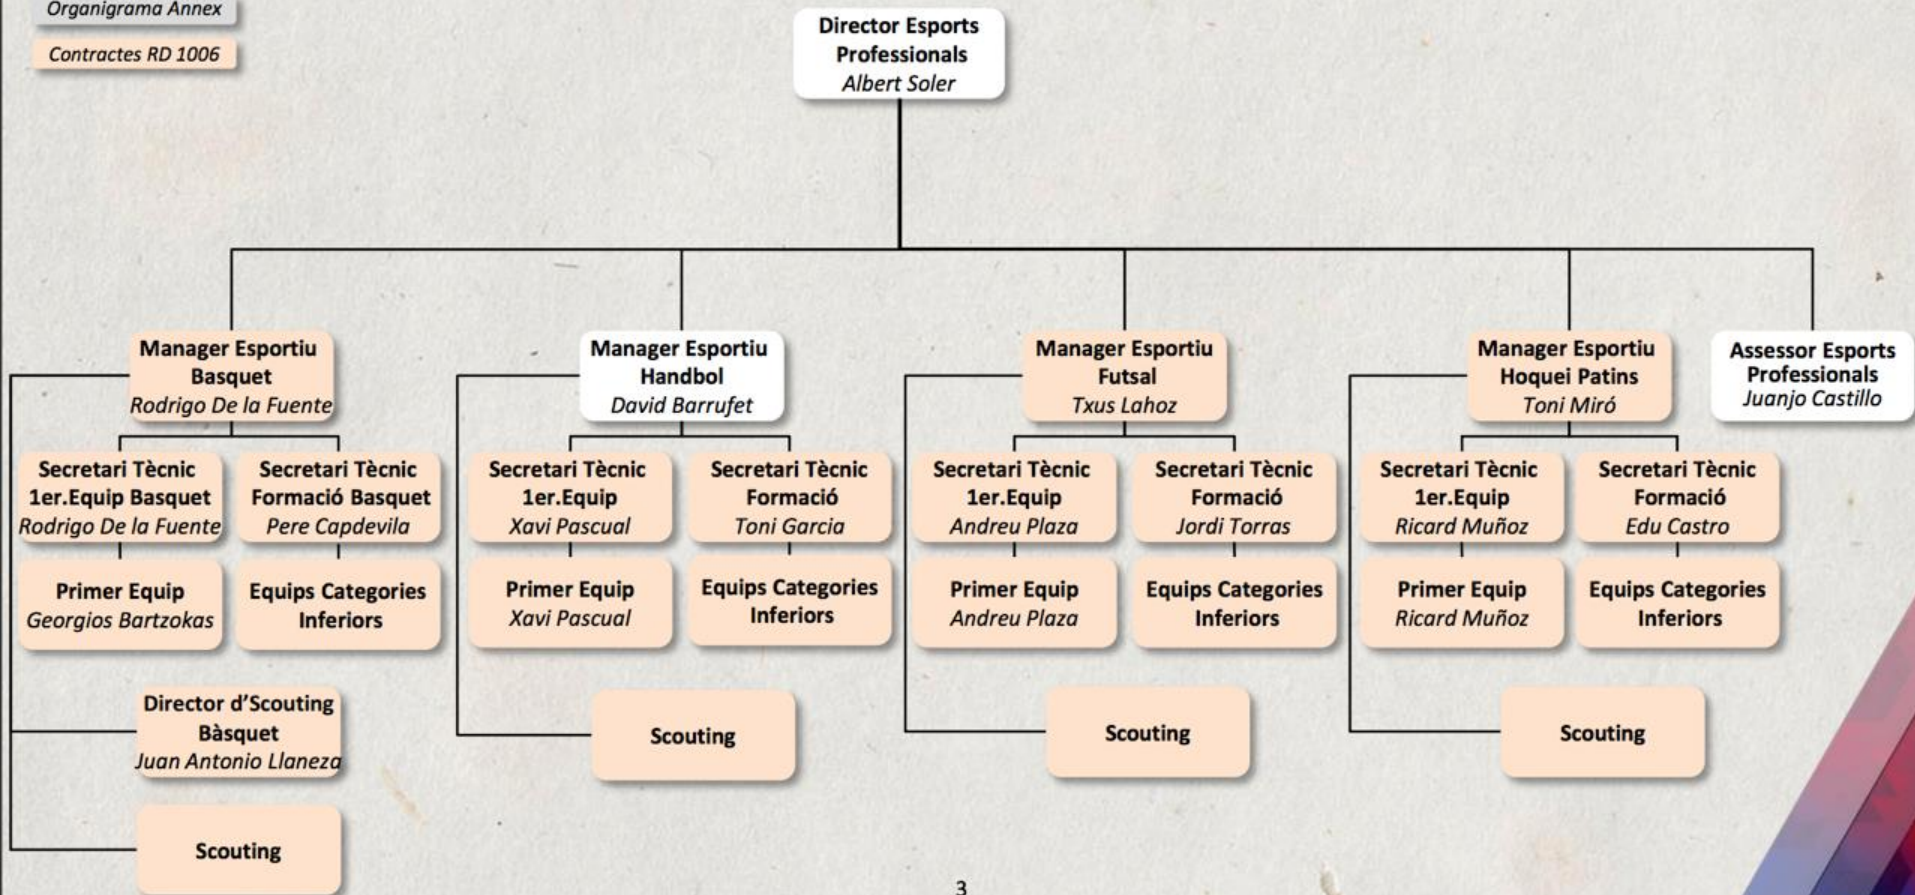 Organigrama Annex
Contractes RD 1006
Director Esports
Professionals
Albert Soler
Manager Esportiu
Basquet
Rodrigo De la Fuente
Manager Esportiu
Handbol
David Barrufet
Manager Esportiu
Futsal
Txus Lahoz
Manager Esportiu
Hoquei Patins
Toni Miró
Assessor Esports
Professionals
Juanjo Castillo
Secretari Tècnic
1er.Equip Basquet
Rodrigo De la Fuente
Secretari Tècnic
Formació Basquet
Pere Capdevila
Secretari Tècnic
1er.Equip
Xavi Pascual
Secretari Tècnic
Formació
Toni Garcia
Secretari Tècnic
1er.Equip
Andreu Plaza
Secretari Tècnic
Formació
Jordi Torras
Secretari Tècnic
1er.Equip
Ricard Muñoz
Secretari Tècnic
Formació
Edu Castro
Primer Equip
Georgios Bartzokas
Equips Categories
Inferiors
Primer Equip
Xavi Pascual
Equips Categories
Inferiors
Primer Equip
Andreu Plaza
Equips Categories
Inferiors
Primer Equip
Ricard Muñoz
Equips Categories
Inferiors
Director d’Scouting
Bàsquet
Juan Antonio Llaneza
Scouting
Scouting
Scouting
Scouting
3